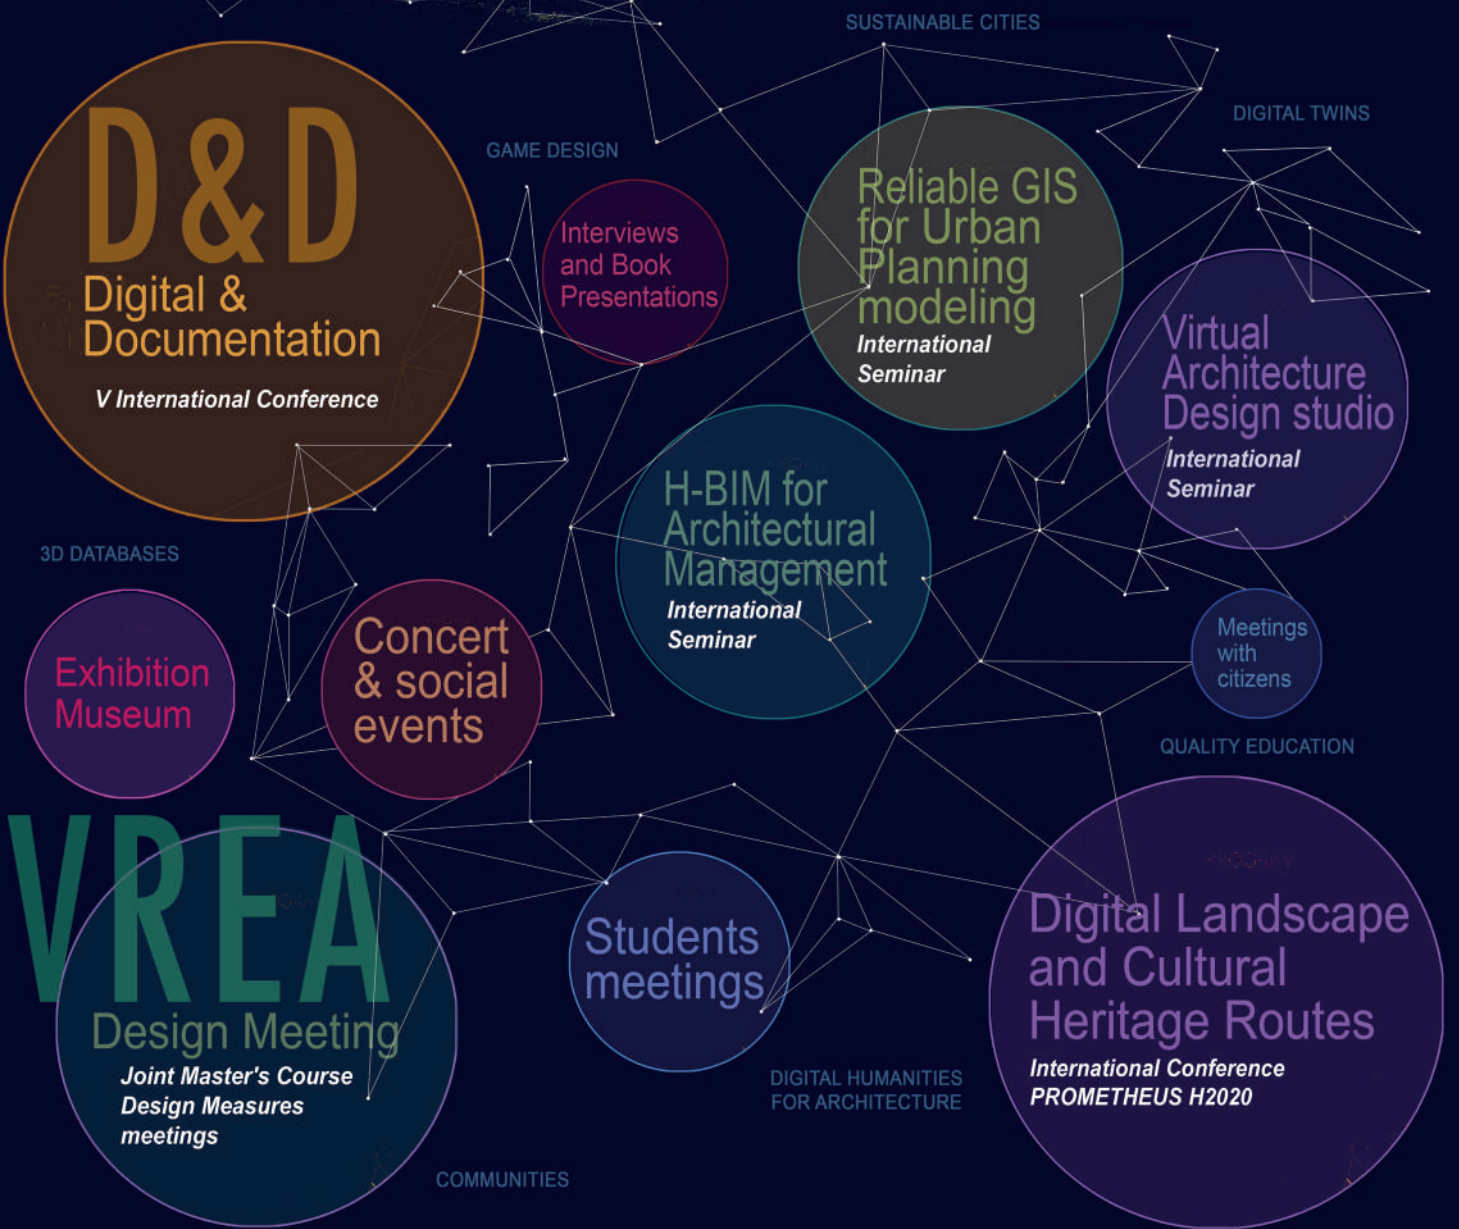 SUSTAINABLE CITIES
DIGITAL TWINS
GAME DESIGN
D&D
Digital &
Documentation
V International Conference
Interviews
and Book
Presentations
Reliable GIS
for Urban
Planning
modeling
International
Seminar
Virtual
Architecture
Design studio
International
Seminar
H-BIM for
Architectural
Management
International
Seminar
3D DATABASES
Exhibition
Museum
Concert
& social
events
Meetings
with
citizens
QUALITY EDUCATION
VREA
Design Meeting
Joint Master's Course
Design Measures
meetings
Students
meetings
Digital Landscape
and Cultural
Heritage Routes
International Conference
PROMETHEUS H2020
DIGITAL HUMANITIES
FOR ARCHITECTURE
COMMUNITIES